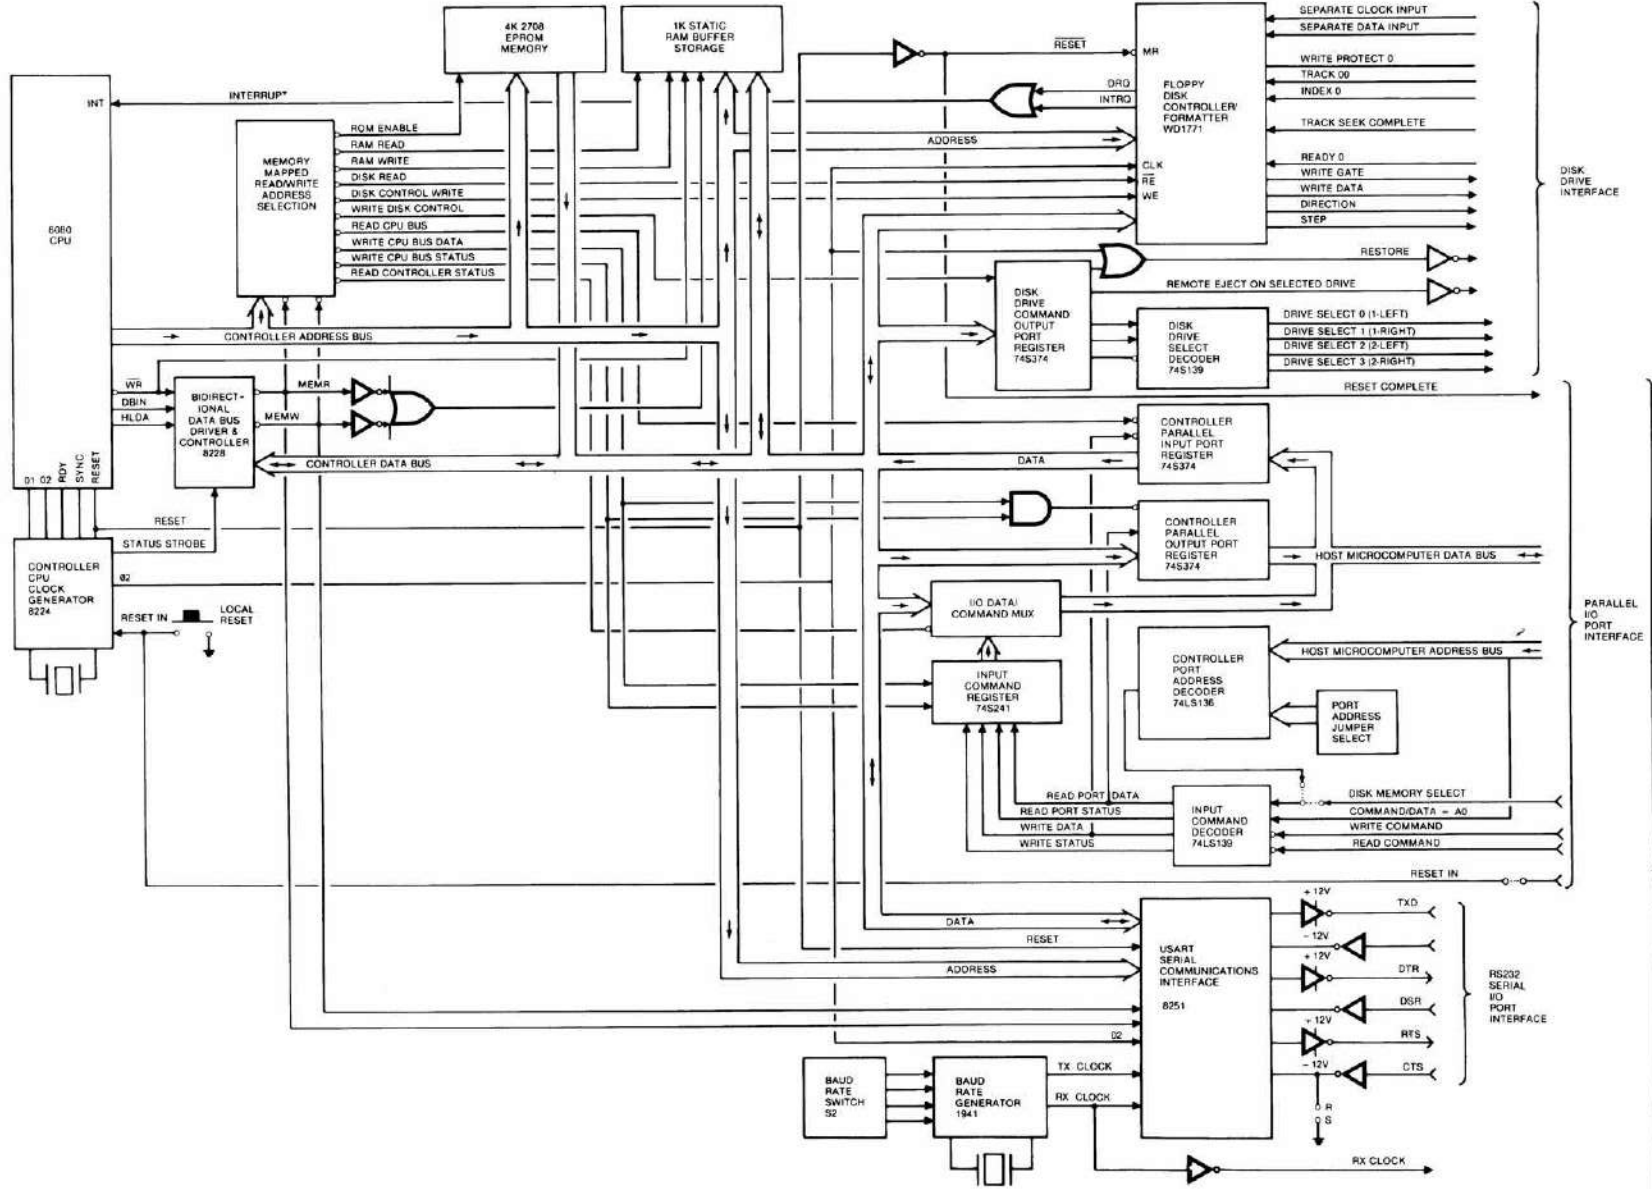 4K 2708
EPROM
MEMORY
1K STATIC
RAM BUFFER
STORAGE
INT
INTERRUPT
8080
CPU
MEMORY
MAPPED
READ/WRITE
ADDRESS
SELECTION
ROM ENABLE
RAM READ
RAM WRITE
DISK READ
DISK CONTROL WRITE
WRITE DISK CONTROL
READ CPU BUS
WRITE CPU BUS DATA
WRITE CPU BUS STATUS
READ CONTROLLER STATUS
CONTROLLER ADDRESS BUS
WR
DBIN
HLDA
BIDIRECT-
IONAL
DATA BUS
DRIVER &
CONTROLLER
8228
MEMR
MEMW
CONTROLLER DATA BUS
01 02 RDY SYNC RESET
RESET
STATUS STROBE
CONTROLLER
CPU
CLOCK
GENERATOR
8224
02
RESET IN
LOCAL
RESET
RESET
MR
DRQ
INTRQ
ADDRESS
CLK
RE
WE
FLOPPY
DISK
CONTROLLER/
FORMATTER
WD1771
SEPARATE CLOCK INPUT
SEPARATE DATA INPUT
WRITE PROTECT 0
TRACK 00
INDEX 0
TRACK SEEK COMPLETE
READY 0
WRITE GATE
WRITE DATA
DIRECTION
STEP
DISK
DRIVE
INTERFACE
RESTORE
REMOTE EJECT ON SELECTED DRIVE
DISK
DRIVE
COMMAND
OUTPUT
PORT
REGISTER
74S374
DISK
DRIVE
SELECT
DECODER
74S139
DRIVE SELECT 0 (1-LEFT)
DRIVE SELECT 1 (1-RIGHT)
DRIVE SELECT 2 (2-LEFT)
DRIVE SELECT 3 (2-RIGHT)
RESET COMPLETE
CONTROLLER
PARALLEL
INPUT PORT
REGISTER
74S374
DATA
CONTROLLER
PARALLEL
OUTPUT PORT
REGISTER
74S374
HOST MICROCOMPUTER DATA BUS
I/O DATA/
COMMAND MUX
INPUT
COMMAND
REGISTER
74S241
CONTROLLER
PORT
ADDRESS
DECODER
74LS136
HOST MICROCOMPUTER ADDRESS BUS
PORT
ADDRESS
JUMPER
SELECT
PARALLEL
I/O
PORT
INTERFACE
READ PORT DATA
READ PORT STATUS
WRITE DATA
WRITE STATUS
INPUT
COMMAND
DECODER
74LS139
DISK MEMORY SELECT
COMMAND/DATA - A0
WRITE COMMAND
READ COMMAND
RESET IN
DATA
RESET
ADDRESS
02
USART
SERIAL
COMMUNICATIONS
INTERFACE
8251
+12V
TXD
-12V
+12V
DTR
DSR
+12V
RTS
-12V
CTS
R
S
RS232
SERIAL
I/O
PORT
INTERFACE
BAUD
RATE
SWITCH
S2
BAUD
RATE
GENERATOR
1941
TX CLOCK
RX CLOCK
RX CLOCK